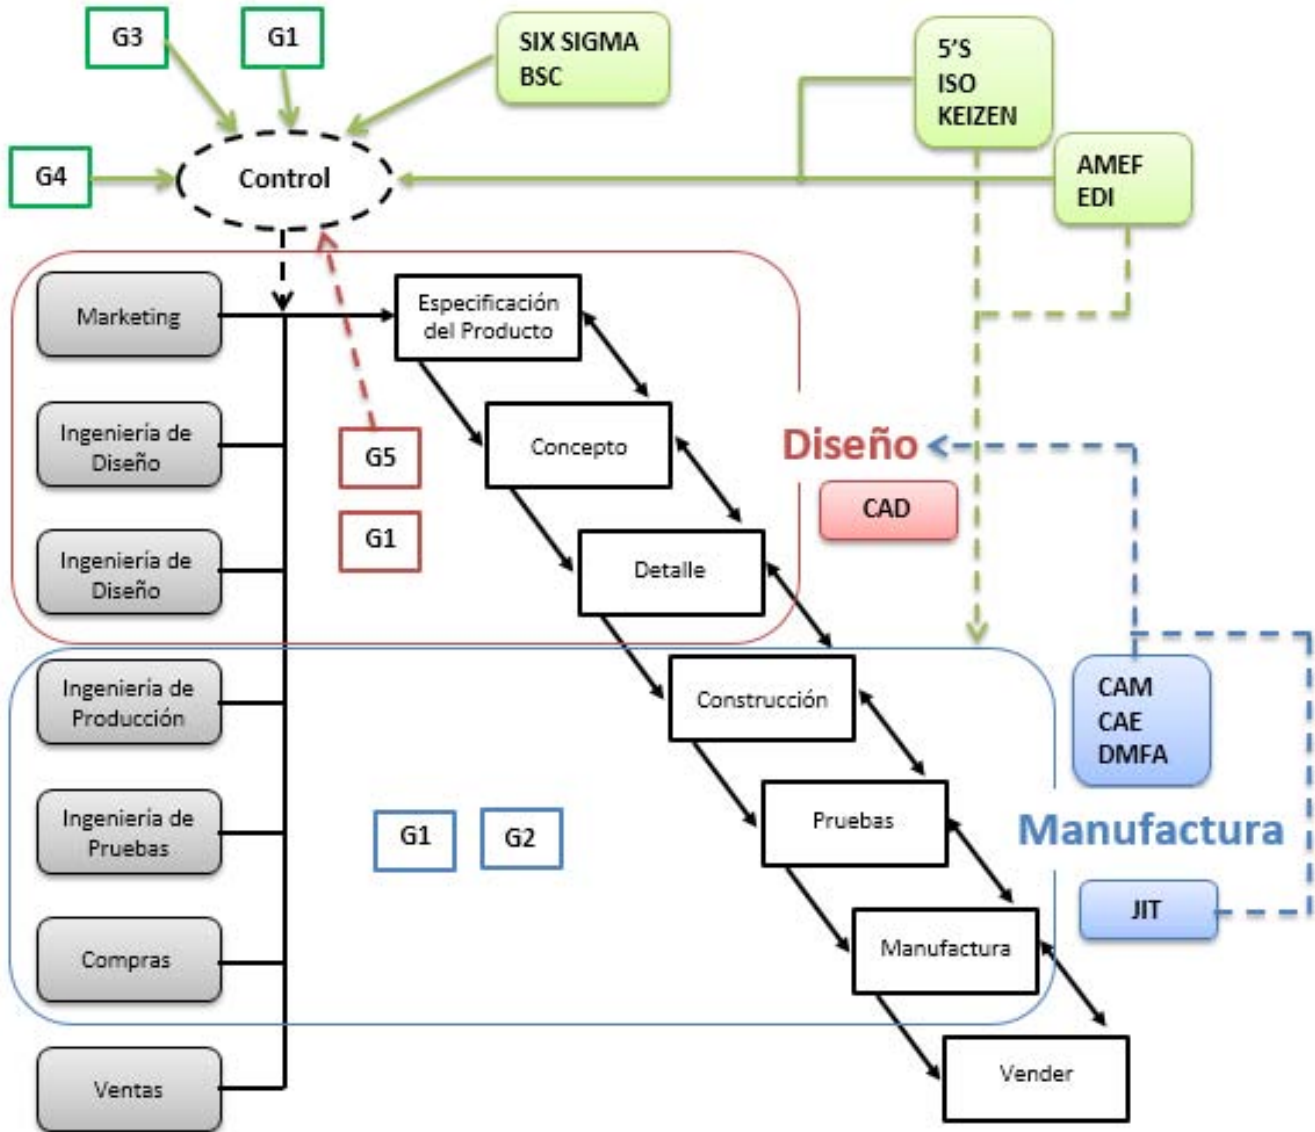 G3
G1
SIX SIGMA
BSC
5'S
ISO
KEIZEN
G4
Control
AMEF
EDI
Marketing
Especificación
del Producto
Ingeniería de
Diseño
G5
Concepto
Diseño
CAD
G1
Ingeniería de
Diseño
Detalle
Ingeniería de
Producción
Construcción
CAM
CAE
DMFA
Ingeniería de
Pruebas
G1
G2
Pruebas
Manufactura
JIT
Compras
Manufactura
Ventas
Vender